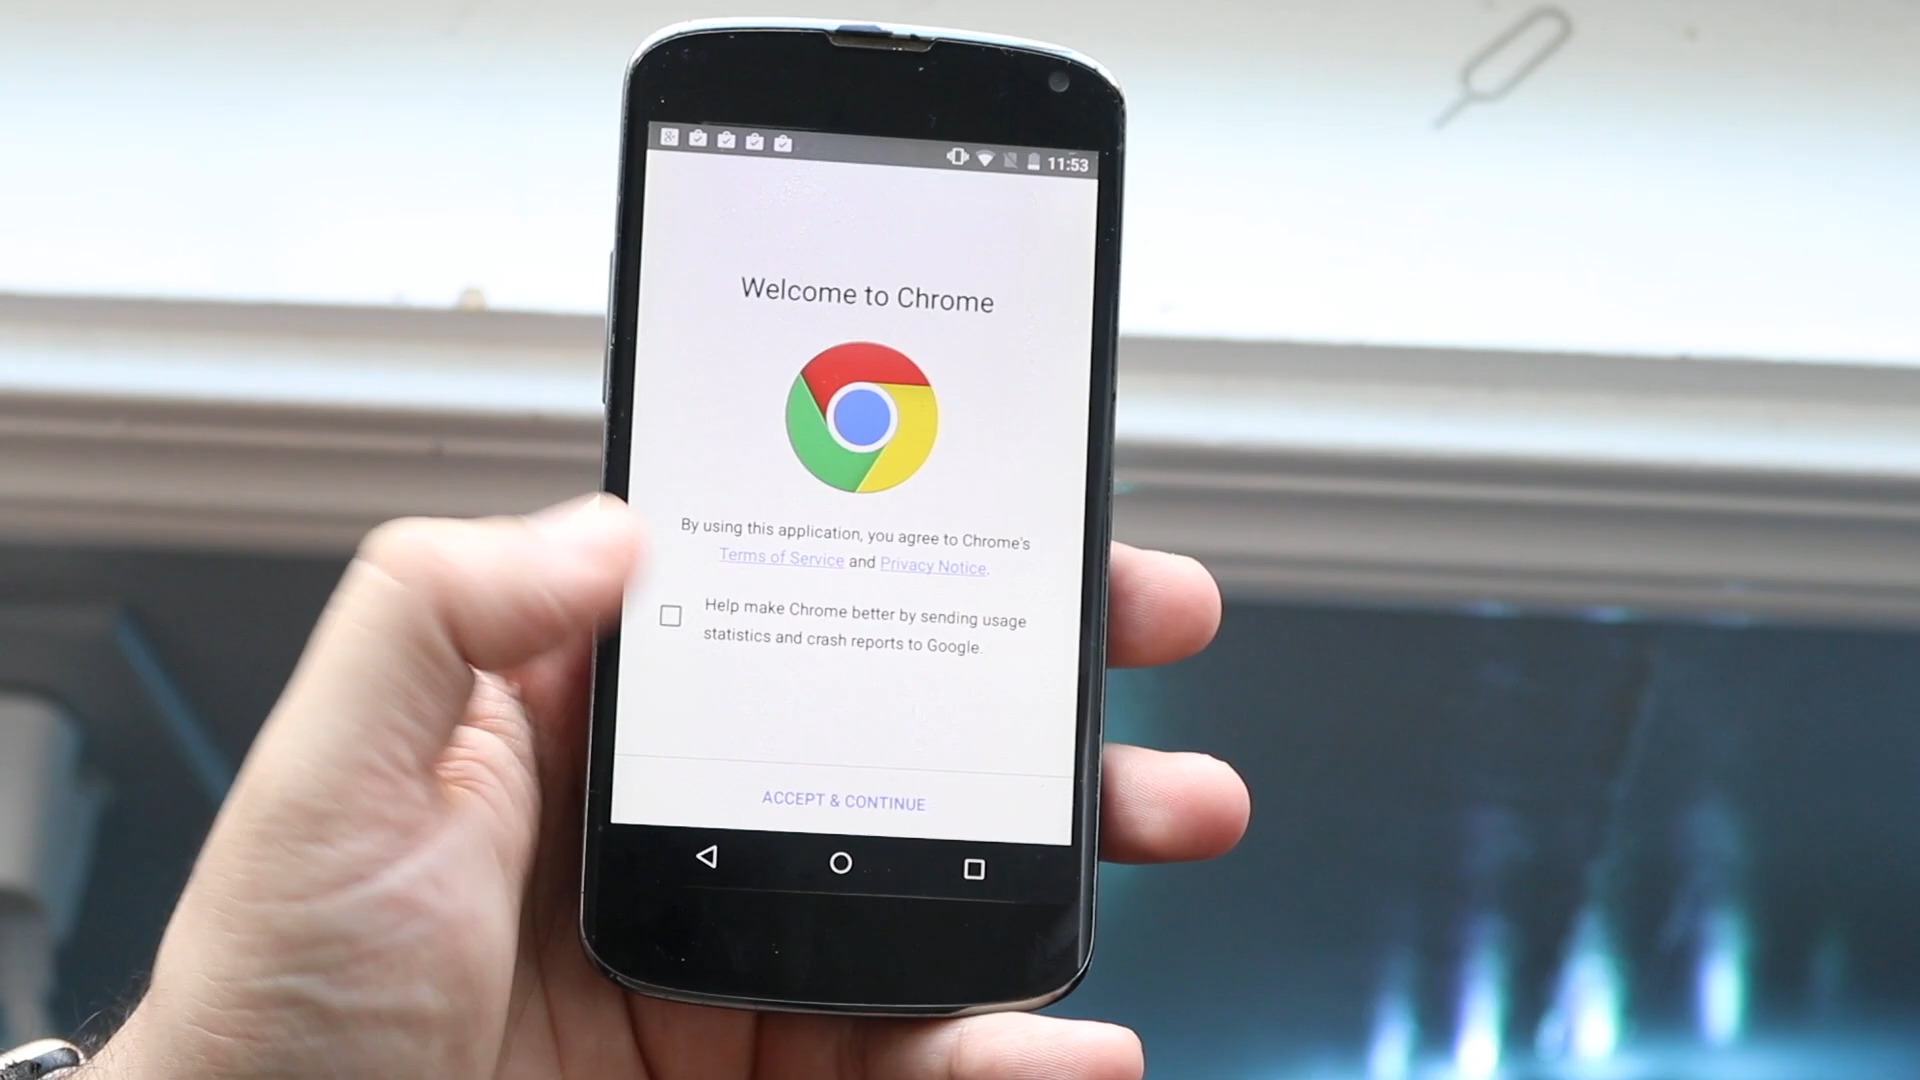 11:53
Welcome to Chrome
By using this application, you agree to Chrome's
Terms of Service and Privacy Notice.
Help make Chrome better by sending usage
statistics and crash reports to Google.
ACCEPT & CONTINUE